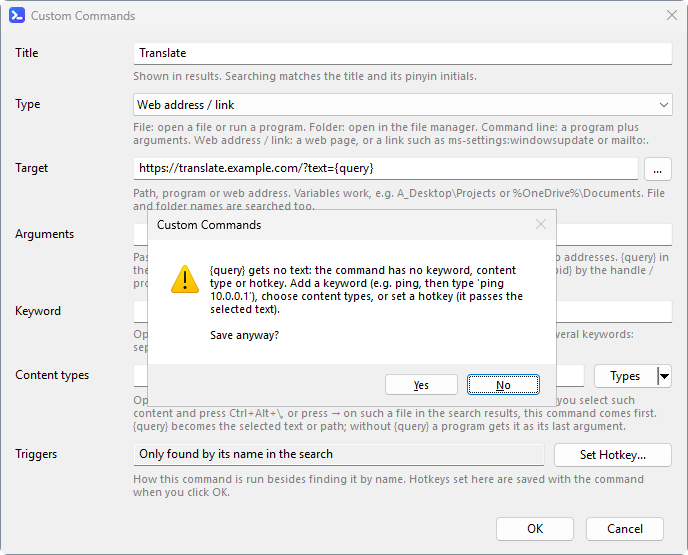 Custom Commands
Title
Translate
Shown in results. Searching matches the title and its pinyin initials.
Type
Web address / link
File: open a file or run a program. Folder: open in the file manager. Command line: a program plus
arguments. Web address / link: a web page, or a link such as ms-settings:windowsupdate or mailto:.
Target
https://translate.example.com/?text={query}
...
Path, program or web address. Variables work, e.g. A_Desktop\Projects or %OneDrive%\Documents. File
and folder names are searched too.
Custom Commands
Arguments
{query} gets no text: the command has no keyword, content
type or hotkey. Add a keyword (e.g. ping, then type 'ping
10.0.0.1'), choose content types, or set a hotkey (it passes the
selected text).
Save anyway?
Yes
No
addresses. {query} in
the
by the handle /
Keyword
several keywords:
Content types
Types
you select such
content and press Ctrl+Alt+\, or press → on such a file in the search results, this command comes first.
{query} becomes the selected text or path; without {query} a program gets it as its last argument.
Triggers
Only found by its name in the search
Set Hotkey...
How this command is run besides finding it by name. Hotkeys set here are saved with the command
when you click OK.
OK
Cancel